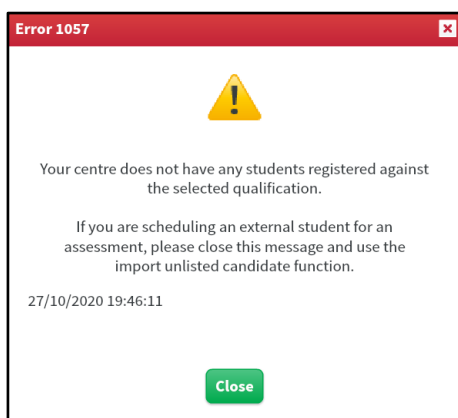 Error 1057
Your centre does not have any students registered against
the selected qualification.
If you are scheduling an external student for an
assessment, please close this message and use the
import unlisted candidate function.
27/10/2020 19:46:11
Close